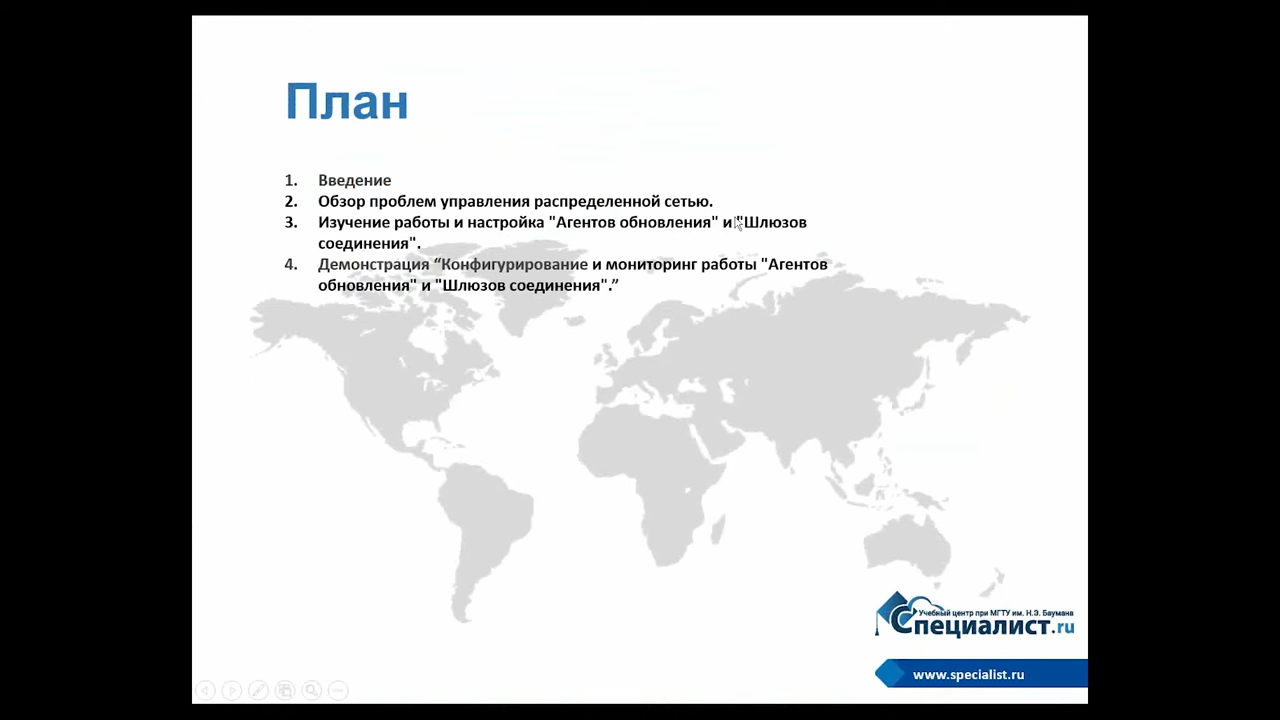 План
1. Введение
2. Обзор проблем управления распределенной сетью.
3. Изучение работы и настройка "Агентов обновления" и "Шлюзов
соединения".
4. Демонстрация “Конфигурирование и мониторинг работы "Агентов
обновления" и "Шлюзов соединения".”
Учебный центр при МГТУ им. Н.Э. Баумана
Специалист.ru
www.specialist.ru